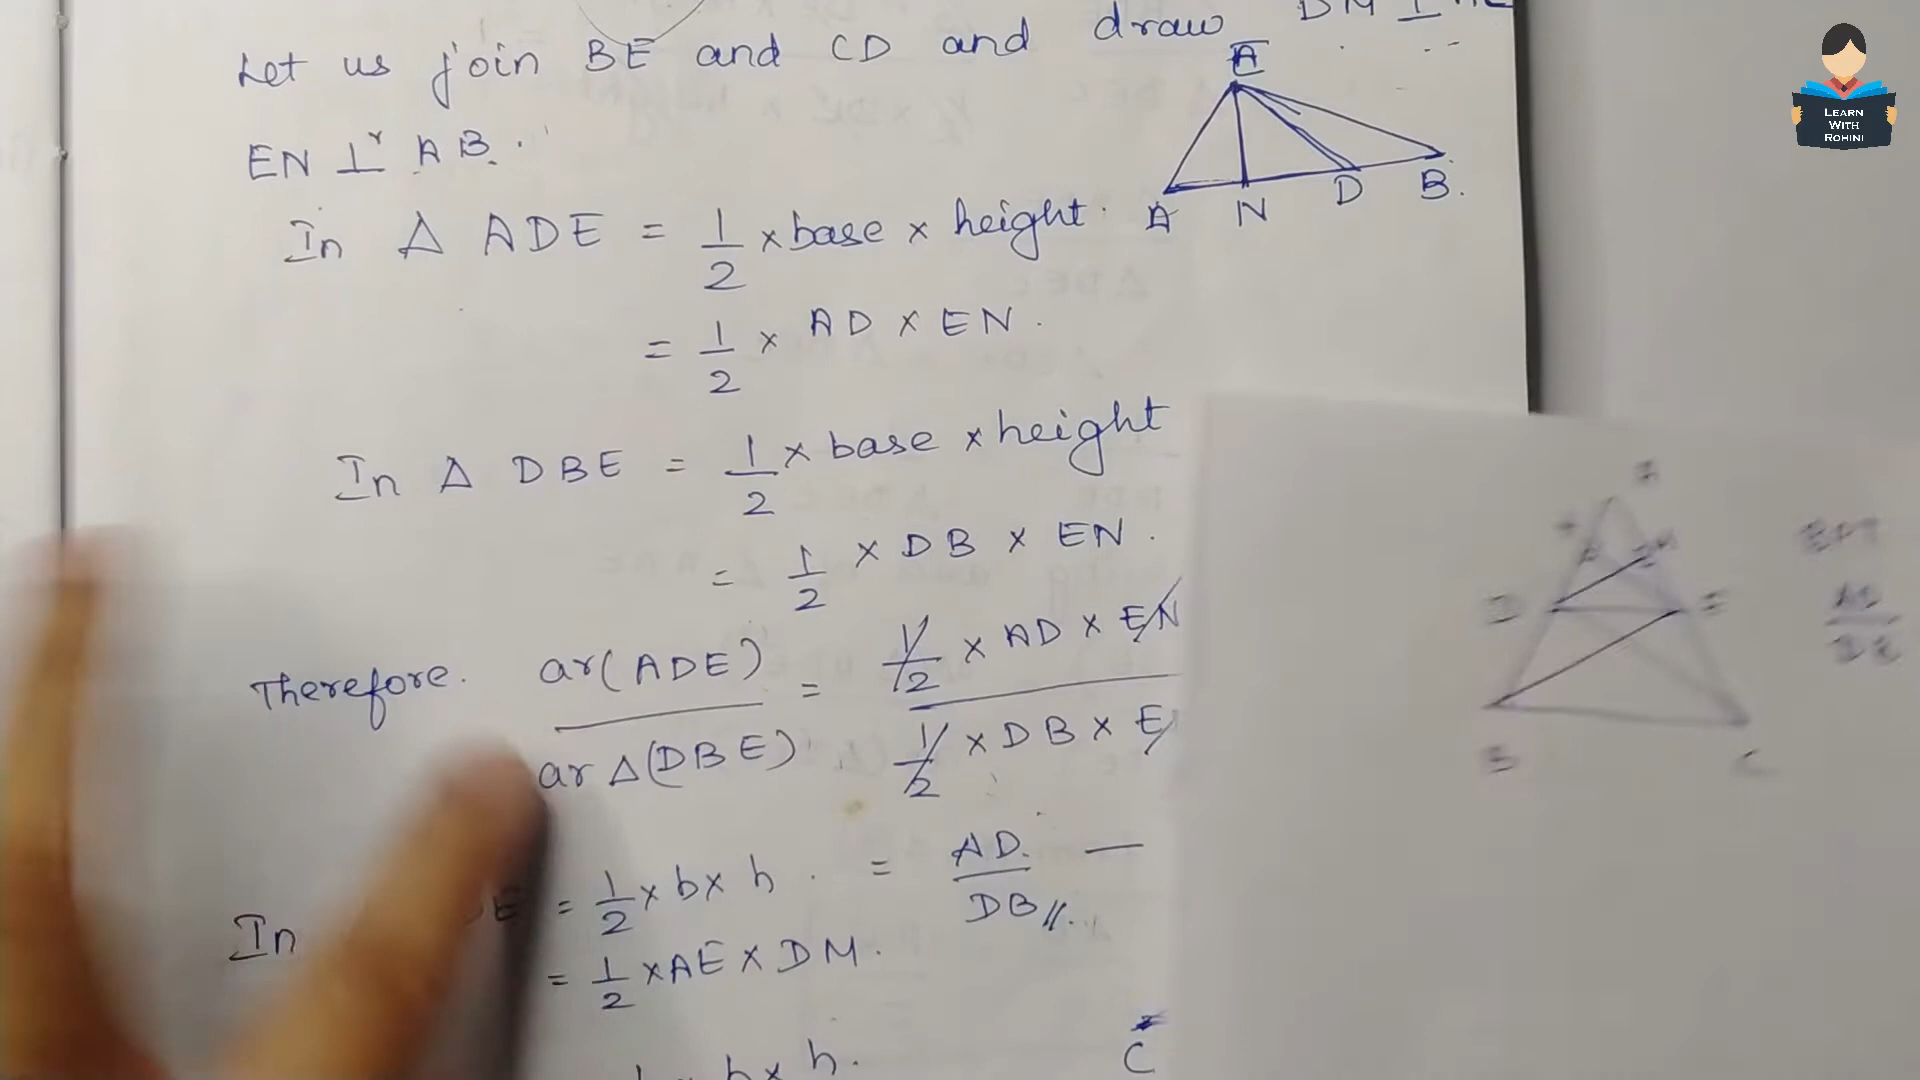 Let us join BE and CD and draw DM ⊥
EN ⊥r AB.
In Δ ADE = 1/2 × base × height.
= 1/2 × AD × EN.
In Δ DBE = 1/2 × base × height
= 1/2 × DB × EN.
Therefore. ar(ADE) / ar Δ(DBE) = 1/2 × AD × EN / 1/2 × DB × E
In E = 1/2 × b × h. = AD. / DB //. —
= 1/2 × AE × DM.
b × h.
C
E
A N D B.
LEARN
WITH
ROHINI
D E
B C